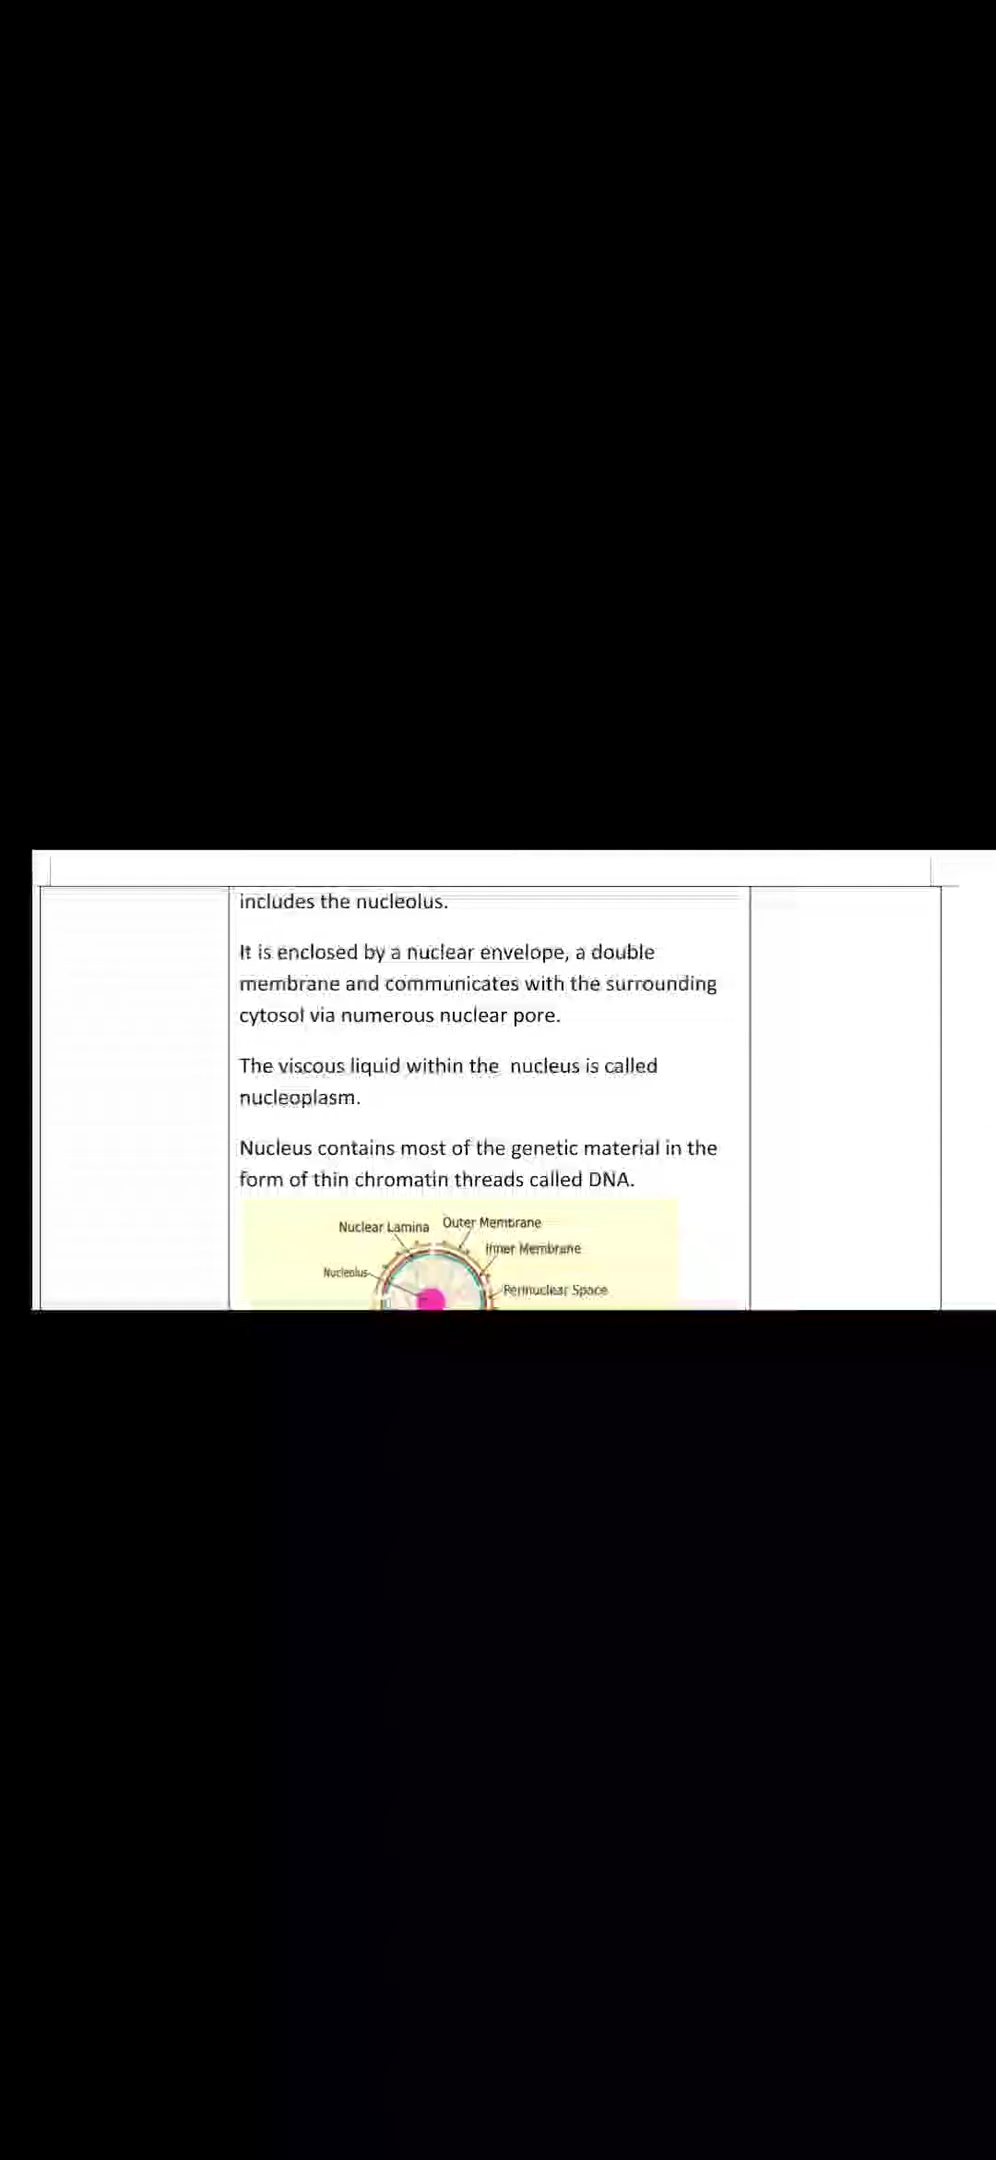 includes the nucleolus.
It is enclosed by a nuclear envelope, a double
membrane and communicates with the surrounding
cytosol via numerous nuclear pore.
The viscous liquid within the  nucleus is called
nucleoplasm.
Nucleus contains most of the genetic material in the
form of thin chromatin threads called DNA.
Nuclear Lamina
Outer Membrane
Inner Membrane
Nucleolus
Perinuclear Space